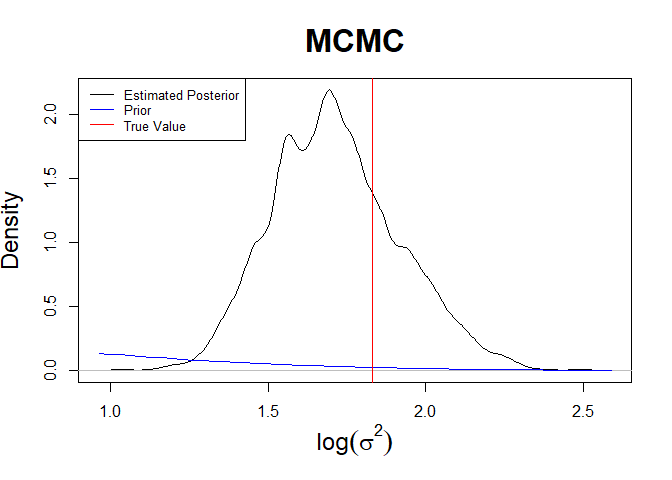 MCMC
Estimated Posterior
Prior
True Value
Density
2.0
1.5
1.0
0.5
0.0
1.0 1.5 2.0 2.5
log(σ²)